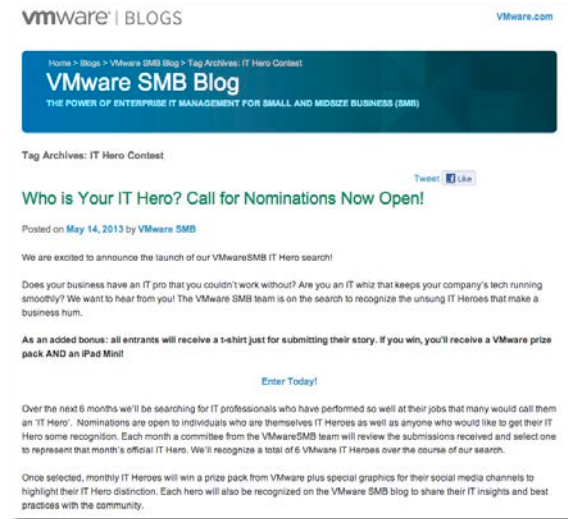 vmware | BLOGS
VMware.com
Home > Blogs > VMware SMB Blog > Tag Archives: IT Hero Contest
VMware SMB Blog
THE POWER OF ENTERPRISE IT MANAGEMENT FOR SMALL AND MIDSIZE BUSINESS (SMB)
Tag Archives: IT Hero Contest
Tweet Like
Who is Your IT Hero? Call for Nominations Now Open!
Posted on May 14, 2013 by VMware SMB
We are excited to announce the launch of our VMwareSMB IT Hero search!
Does your business have an IT pro that you couldn't work without? Are you an IT whiz that keeps your company's tech running
smoothly? We want to hear from you! The VMware SMB team is on the search to recognize the unsung IT Heroes that make a
business hum.
As an added bonus: all entrants will receive a t-shirt just for submitting their story. If you win, you'll receive a VMware prize
pack AND an iPad Mini!
Enter Today!
Over the next 6 months we'll be searching for IT professionals who have performed so well at their jobs that many would call them
an 'IT Hero'. Nominations are open to individuals who are themselves IT Heroes as well as anyone who would like to get their IT
Hero some recognition. Each month a committee from the VMwareSMB team will review the submissions received and select one
to represent that month's official IT Hero. We'll recognize a total of 6 VMware IT Heroes over the course of our search.
Once selected, monthly IT Heroes will win a prize pack from VMware plus special graphics for their social media channels to
highlight their IT Hero distinction. Each hero will also be recognized on the VMware SMB blog to share their IT insights and best
practices with the community.